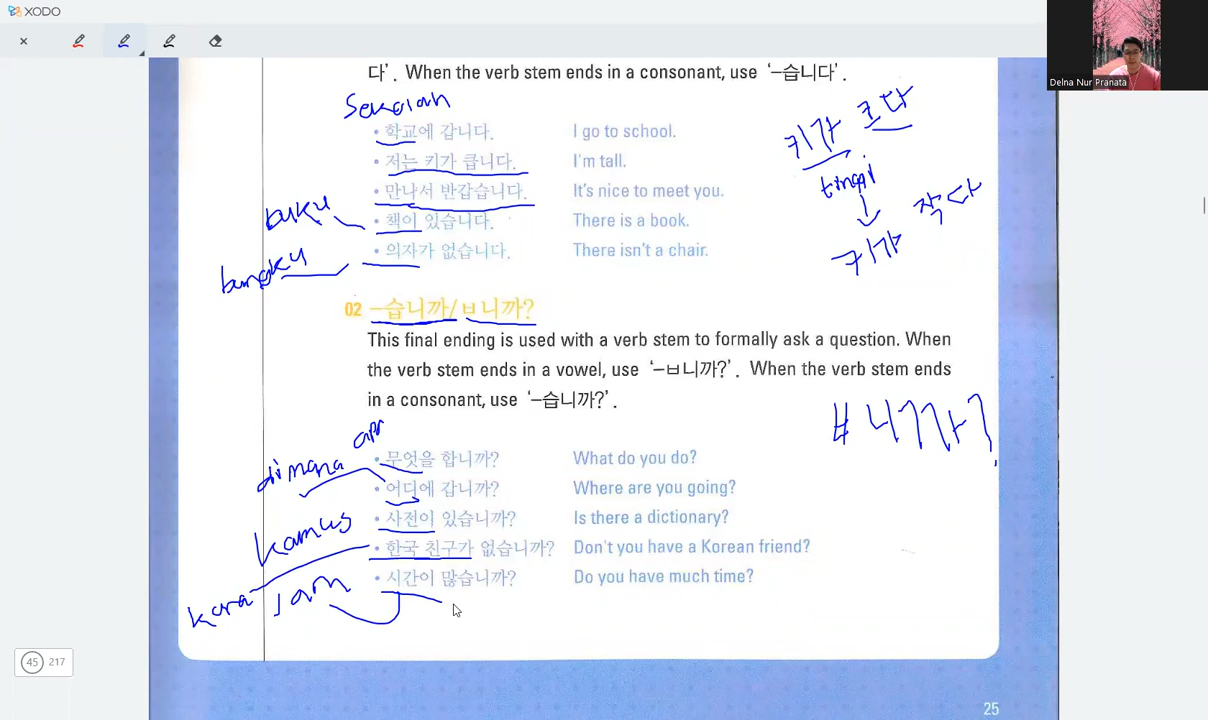 XODO
Delna Nur Pranata
다’. When the verb stem ends in a consonant, use ‘–습니다’.
Sekolah
• 학교에 갑니다. I go to school.
• 저는 키가 큽니다. I'm tall.
• 만나서 반갑습니다. It’s nice to meet you.
• 책이 있습니다. There is a book.
• 의자가 없습니다. There isn’t a chair.
buku
bangku
키가 크다
tinggi
키가 작다
02 –습니까/ㅂ니까?
This final ending is used with a verb stem to formally ask a question. When
the verb stem ends in a vowel, use ‘–ㅂ니까?’. When the verb stem ends
in a consonant, use ‘–습니까?’.
ㅂ니까?
apa
• 무엇을 합니까? What do you do?
dimana
• 어디에 갑니까? Where are you going?
• 사전이 있습니까? Is there a dictionary?
kamus
• 한국 친구가 없습니까? Don't you have a Korean friend?
• 시간이 많습니까? Do you have much time?
Jam
45 217
25